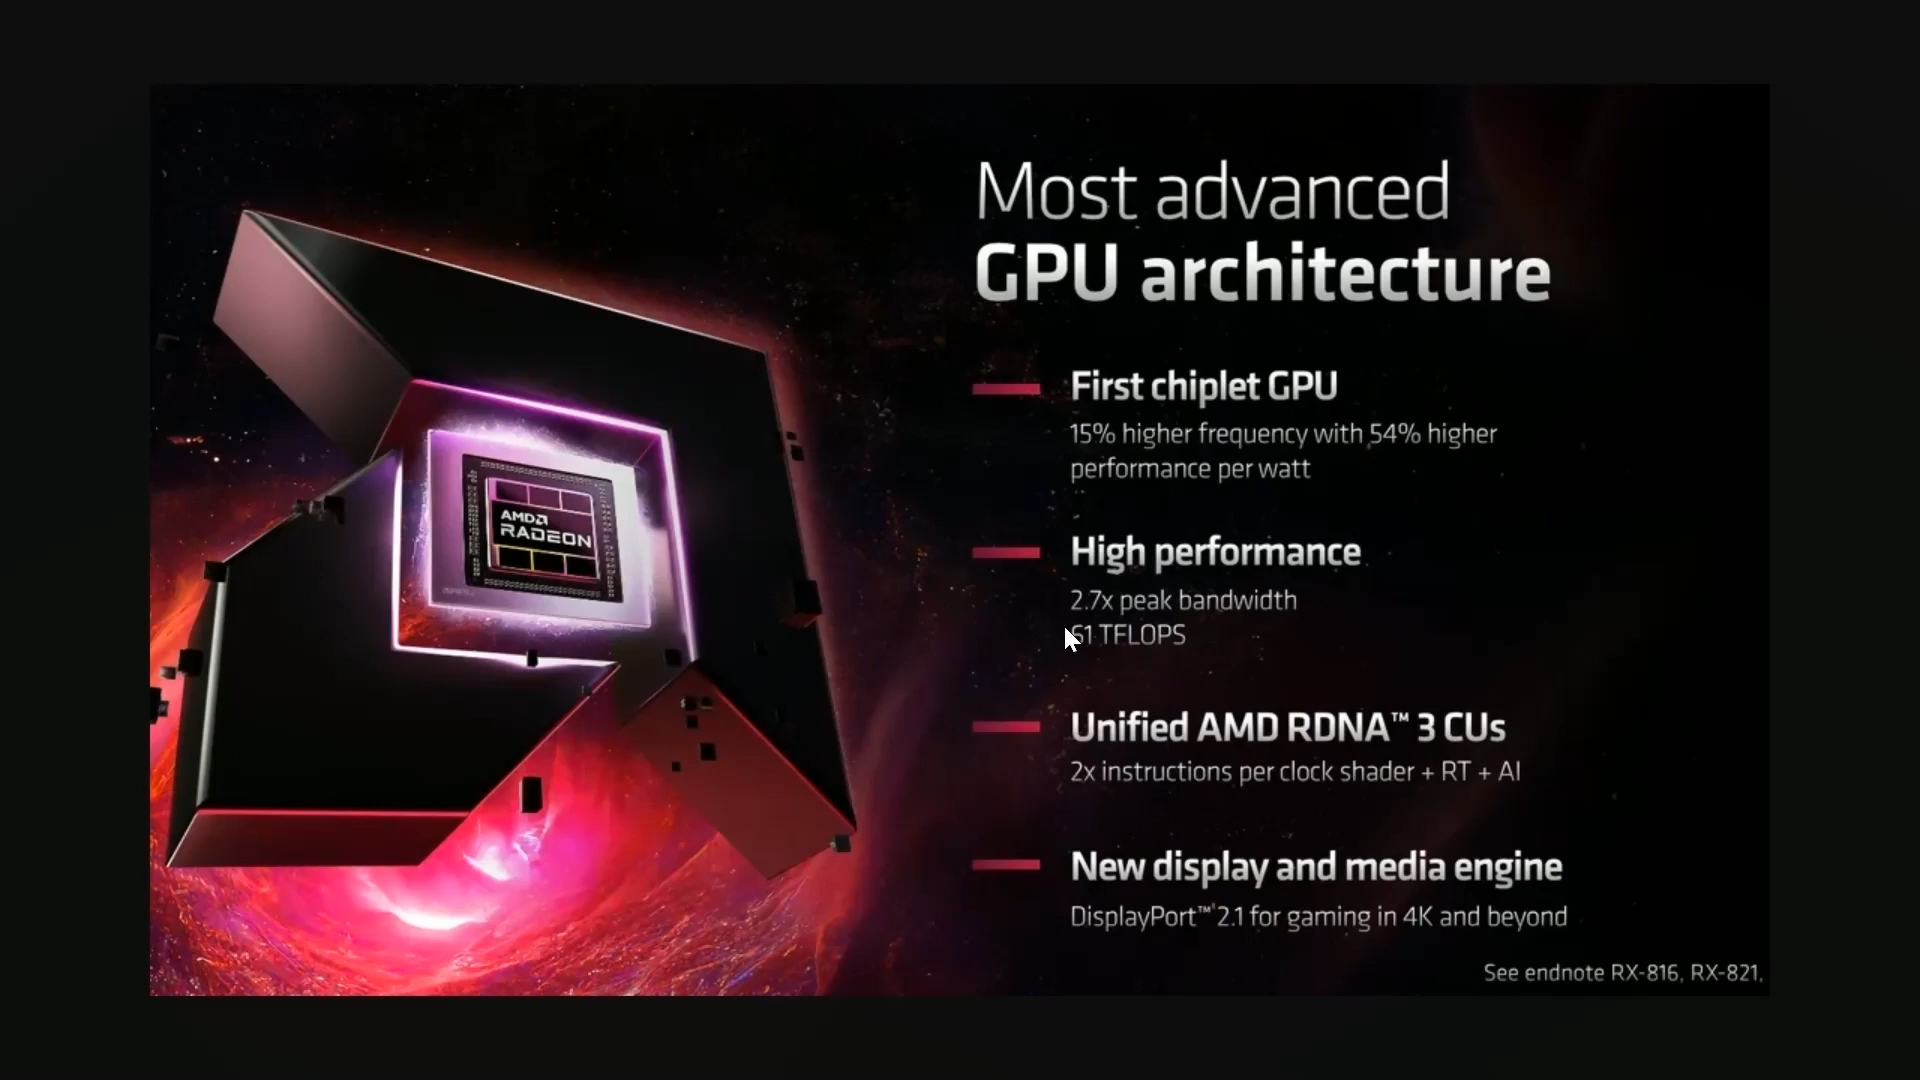 Most advanced
GPU architecture
First chiplet GPU
15% higher frequency with 54% higher
performance per watt
High performance
2.7x peak bandwidth
61 TFLOPS
Unified AMD RDNA™ 3 CUs
2x instructions per clock shader + RT + AI
New display and media engine
DisplayPort™ 2.1 for gaming in 4K and beyond
See endnote RX-816, RX-821,
AMD
RADEON